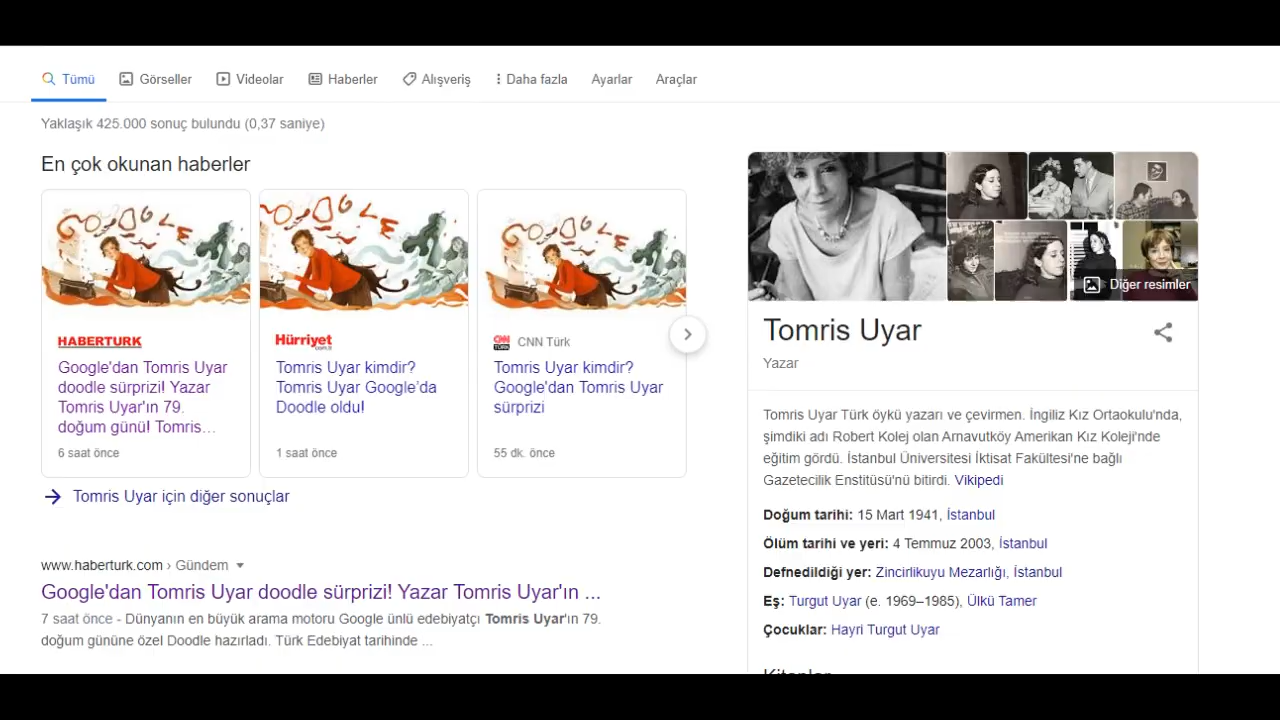 Tümü Görseller Videolar Haberler Alışveriş Daha fazla Ayarlar Araçlar
Yaklaşık 425.000 sonuç bulundu (0,37 saniye)
En çok okunan haberler
GOOGLE
HABERTURK
Google'dan Tomris Uyar
doodle sürprizi! Yazar
Tomris Uyar'ın 79.
doğum günü! Tomris...
6 saat önce
GOOGLE
Hürriyet.com.tr
Tomris Uyar kimdir?
Tomris Uyar Google'da
Doodle oldu!
1 saat önce
GOOGLE
CNN TÜRK CNN Türk
Tomris Uyar kimdir?
Google'dan Tomris Uyar
sürprizi
55 dk. önce
Tomris Uyar için diğer sonuçlar
www.haberturk.com › Gündem
Google'dan Tomris Uyar doodle sürprizi! Yazar Tomris Uyar'ın ...
7 saat önce - Dünyanın en büyük arama motoru Google ünlü edebiyatçı Tomris Uyar'ın 79.
doğum gününe özel Doodle hazırladı. Türk Edebiyat tarihinde ...
Diğer resimler
Tomris Uyar
Yazar
Tomris Uyar Türk öykü yazarı ve çevirmen. İngiliz Kız Ortaokulu'nda,
şimdiki adı Robert Kolej olan Arnavutköy Amerikan Kız Koleji'nde
eğitim gördü. İstanbul Üniversitesi İktisat Fakültesi'ne bağlı
Gazetecilik Enstitüsü'nü bitirdi. Vikipedi
Doğum tarihi: 15 Mart 1941, İstanbul
Ölüm tarihi ve yeri: 4 Temmuz 2003, İstanbul
Defnedildiği yer: Zincirlikuyu Mezarlığı, İstanbul
Eş: Turgut Uyar (e. 1969–1985), Ülkü Tamer
Çocuklar: Hayri Turgut Uyar
Kitaplar